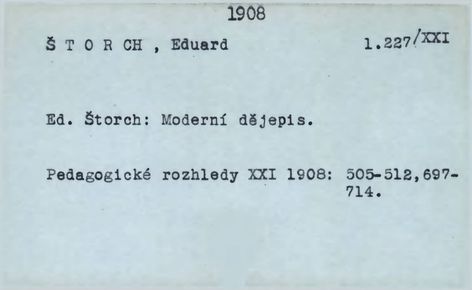 1908
Š T O R CH , Eduard 1.227/XXI
Ed. Štorch: Moderní dějepis.
Pedagogické rozhledy XXI 1908: 505-512,697-
714.